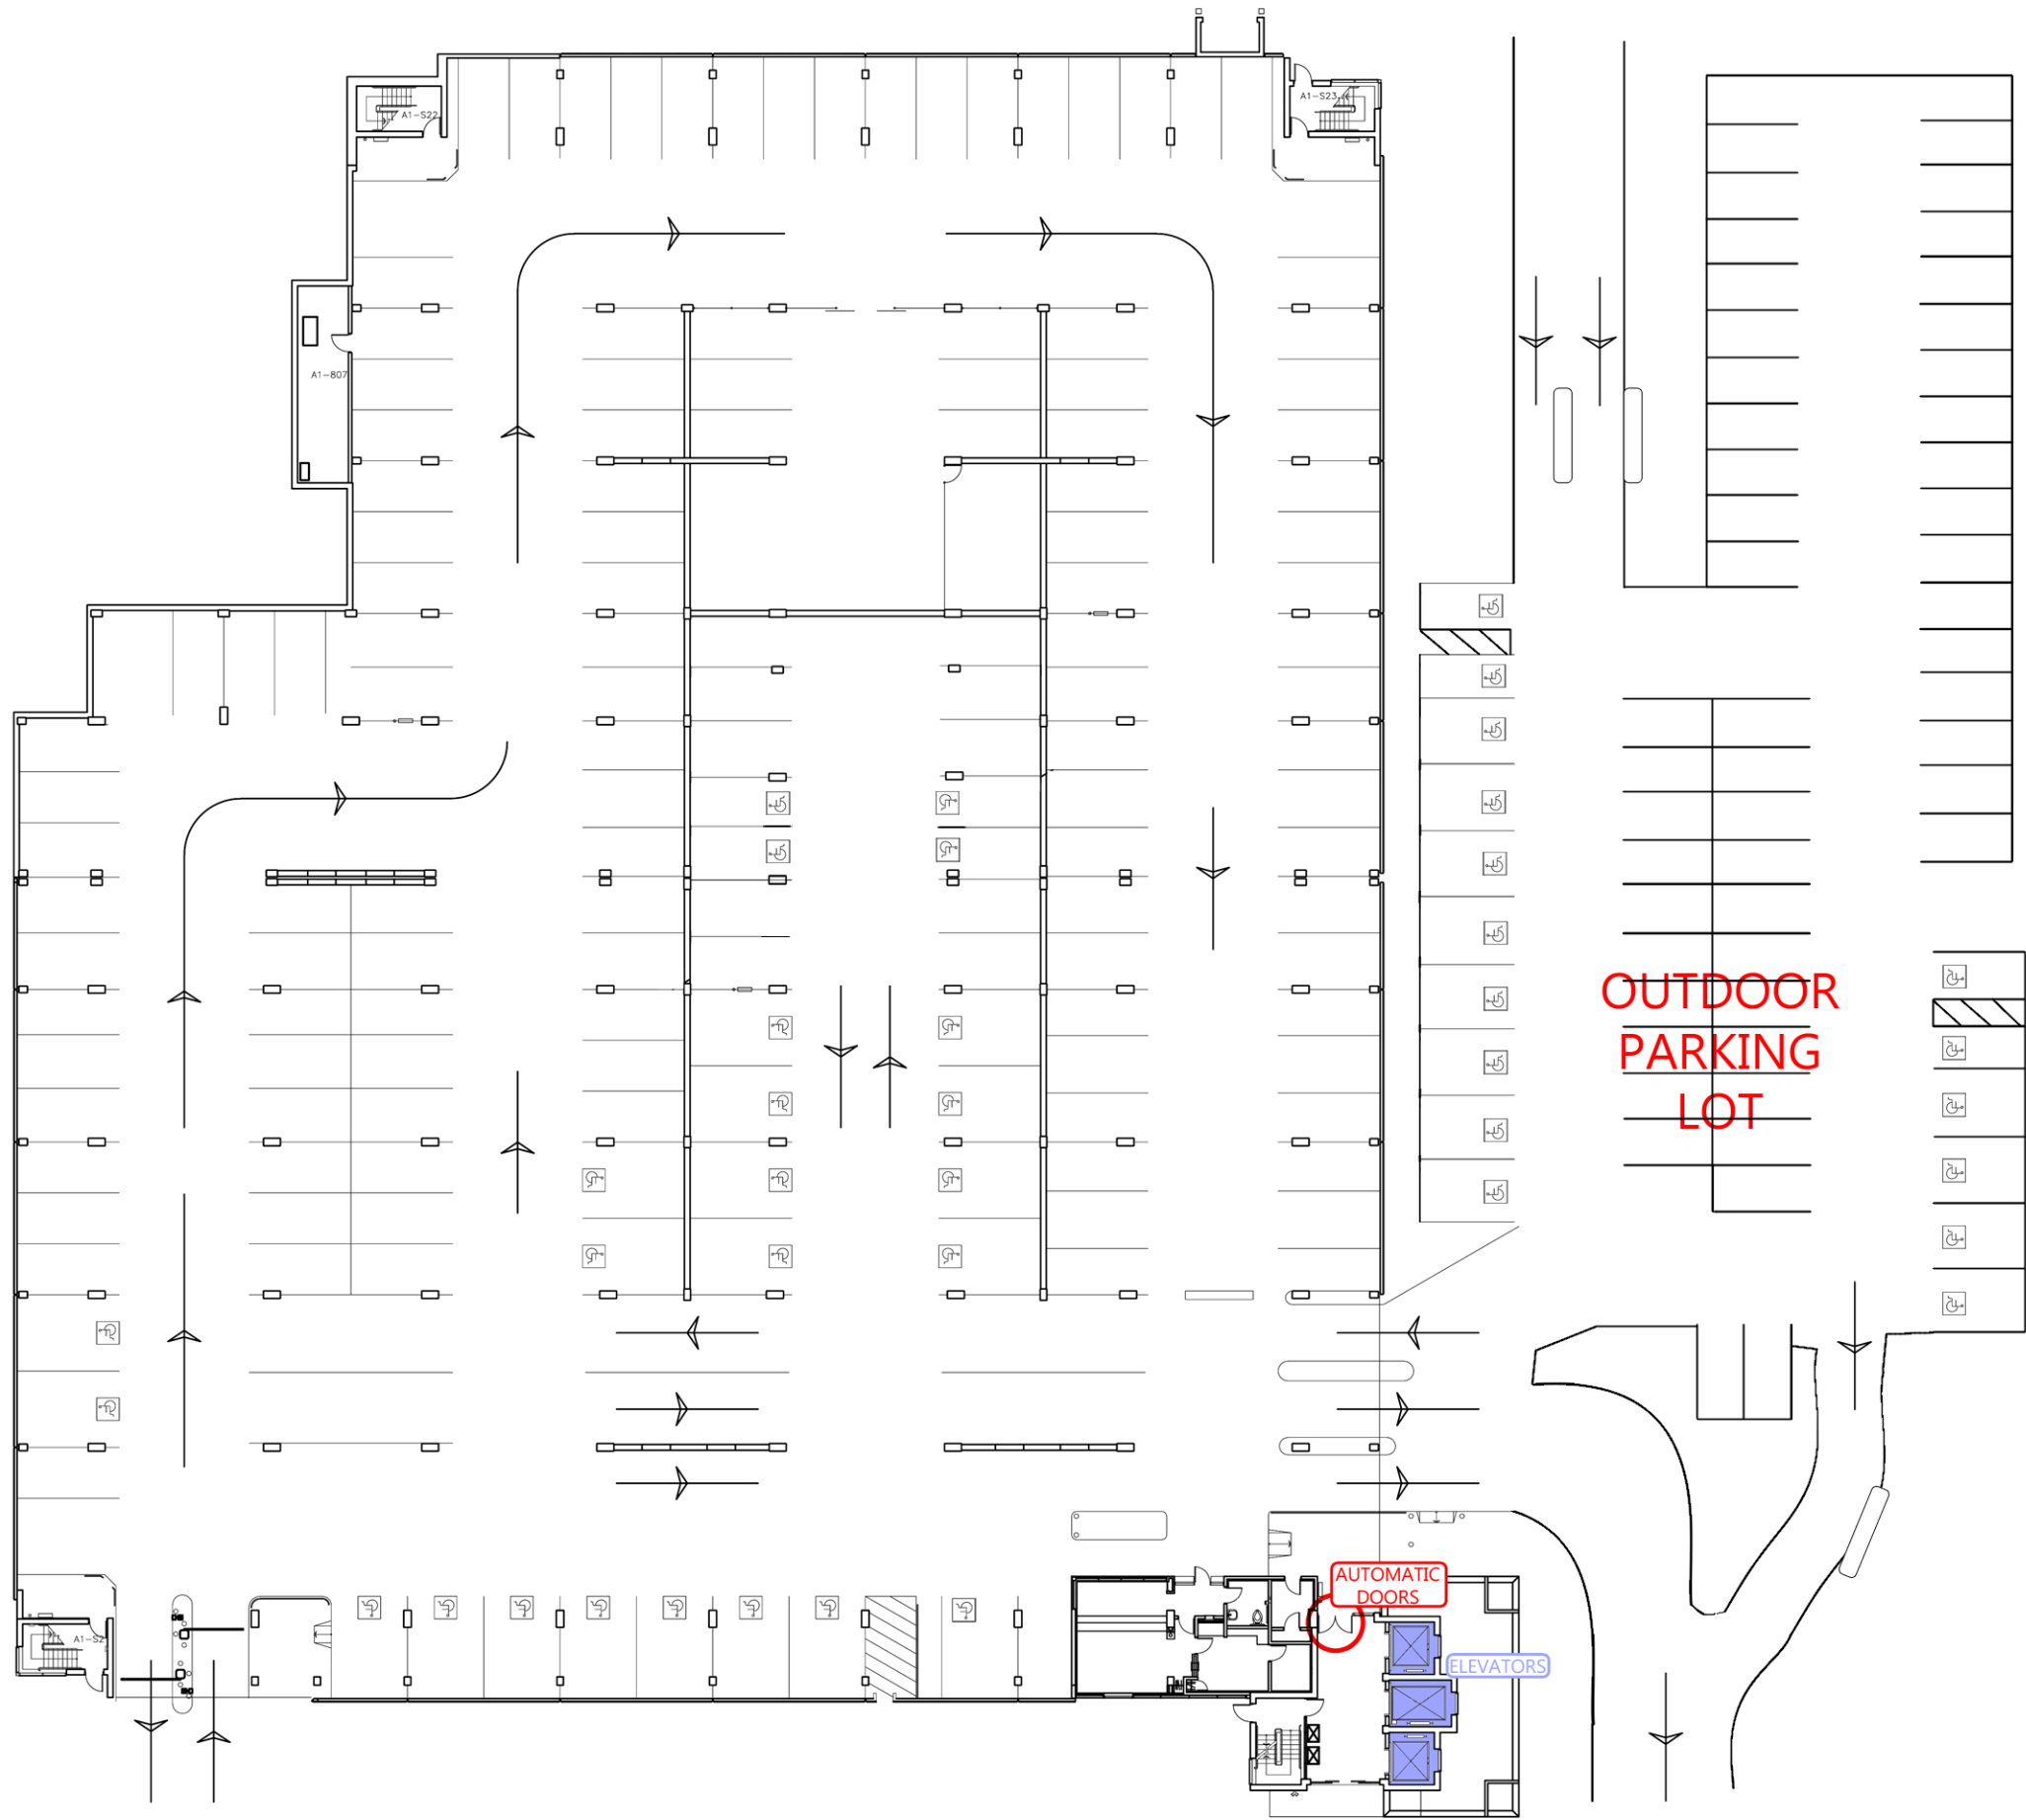 A1-S22
A1-S23
A1-807
OUTDOOR
PARKING
LOT
AUTOMATIC
DOORS
A1-S2
ELEVATORS